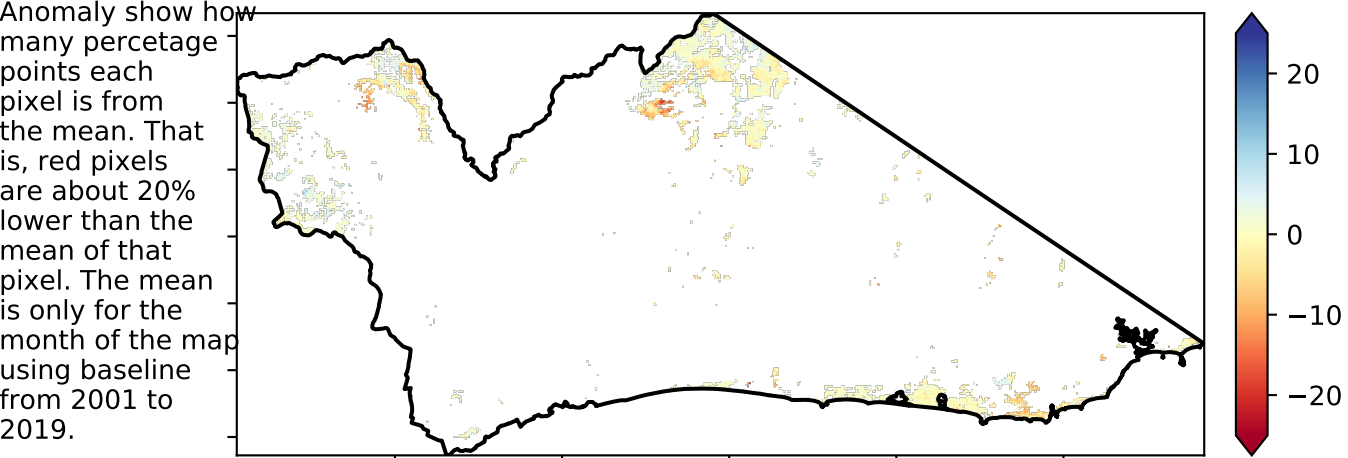 Anomaly show how
many percetage
points each
pixel is from
the mean. That
is, red pixels
are about 20%
lower than the
mean of that
pixel. The mean
is only for the
month of the map
using baseline
from 2001 to
2019.
20
10
0
−10
−20